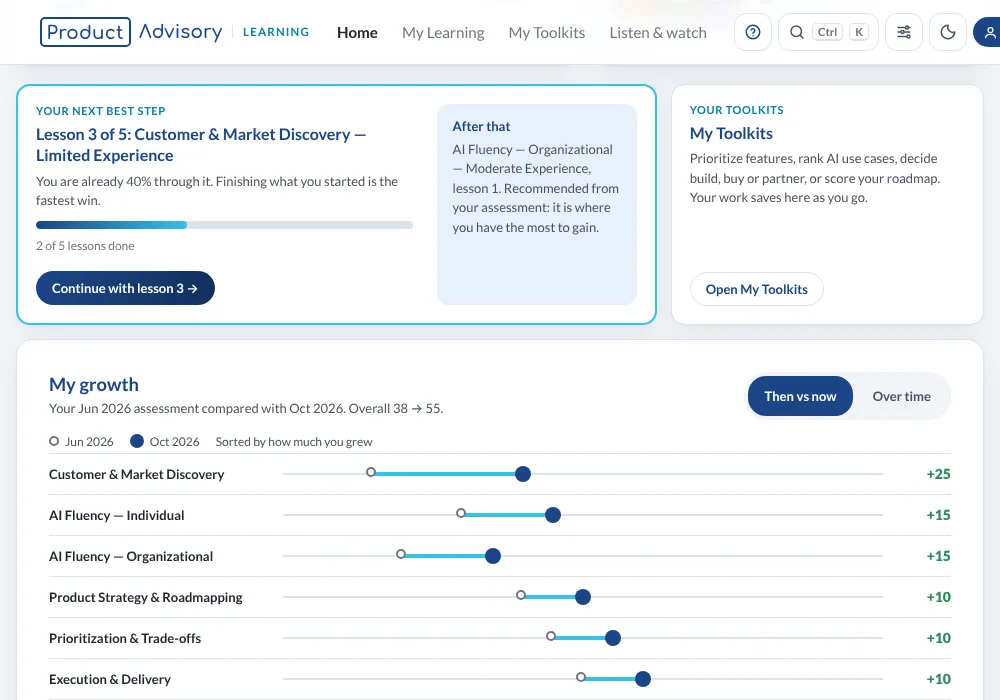 Product Advisory LEARNING Home My Learning My Toolkits Listen & watch Ctrl K
YOUR NEXT BEST STEP
Lesson 3 of 5: Customer & Market Discovery —
Limited Experience
You are already 40% through it. Finishing what you started is the
fastest win.
2 of 5 lessons done
Continue with lesson 3 →
After that
AI Fluency — Organizational
— Moderate Experience,
lesson 1. Recommended from
your assessment: it is where
you have the most to gain.
YOUR TOOLKITS
My Toolkits
Prioritize features, rank AI use cases, decide
build, buy or partner, or score your roadmap.
Your work saves here as you go.
Open My Toolkits
My growth
Your Jun 2026 assessment compared with Oct 2026. Overall 38 → 55.
Then vs now Over time
Jun 2026 Oct 2026 Sorted by how much you grew
Customer & Market Discovery +25
AI Fluency — Individual +15
AI Fluency — Organizational +15
Product Strategy & Roadmapping +10
Prioritization & Trade-offs +10
Execution & Delivery +10